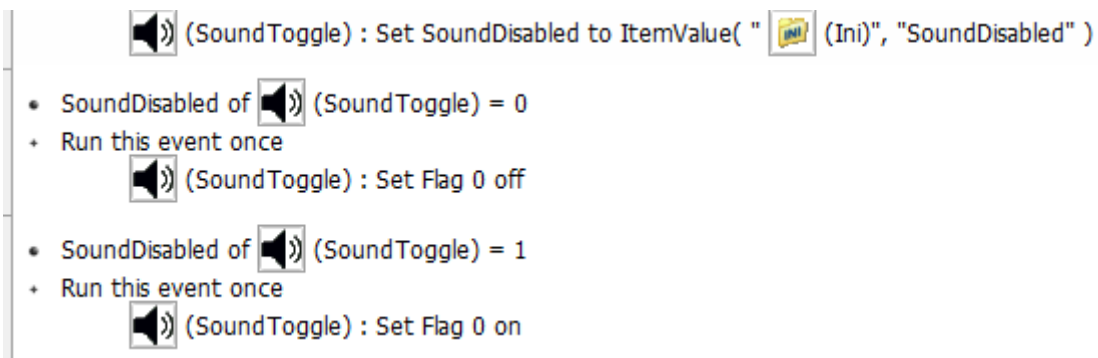 (SoundToggle) : Set SoundDisabled to ItemValue( " INI (Ini)", "SoundDisabled" )
SoundDisabled of (SoundToggle) = 0
Run this event once
(SoundToggle) : Set Flag 0 off
SoundDisabled of (SoundToggle) = 1
Run this event once
(SoundToggle) : Set Flag 0 on